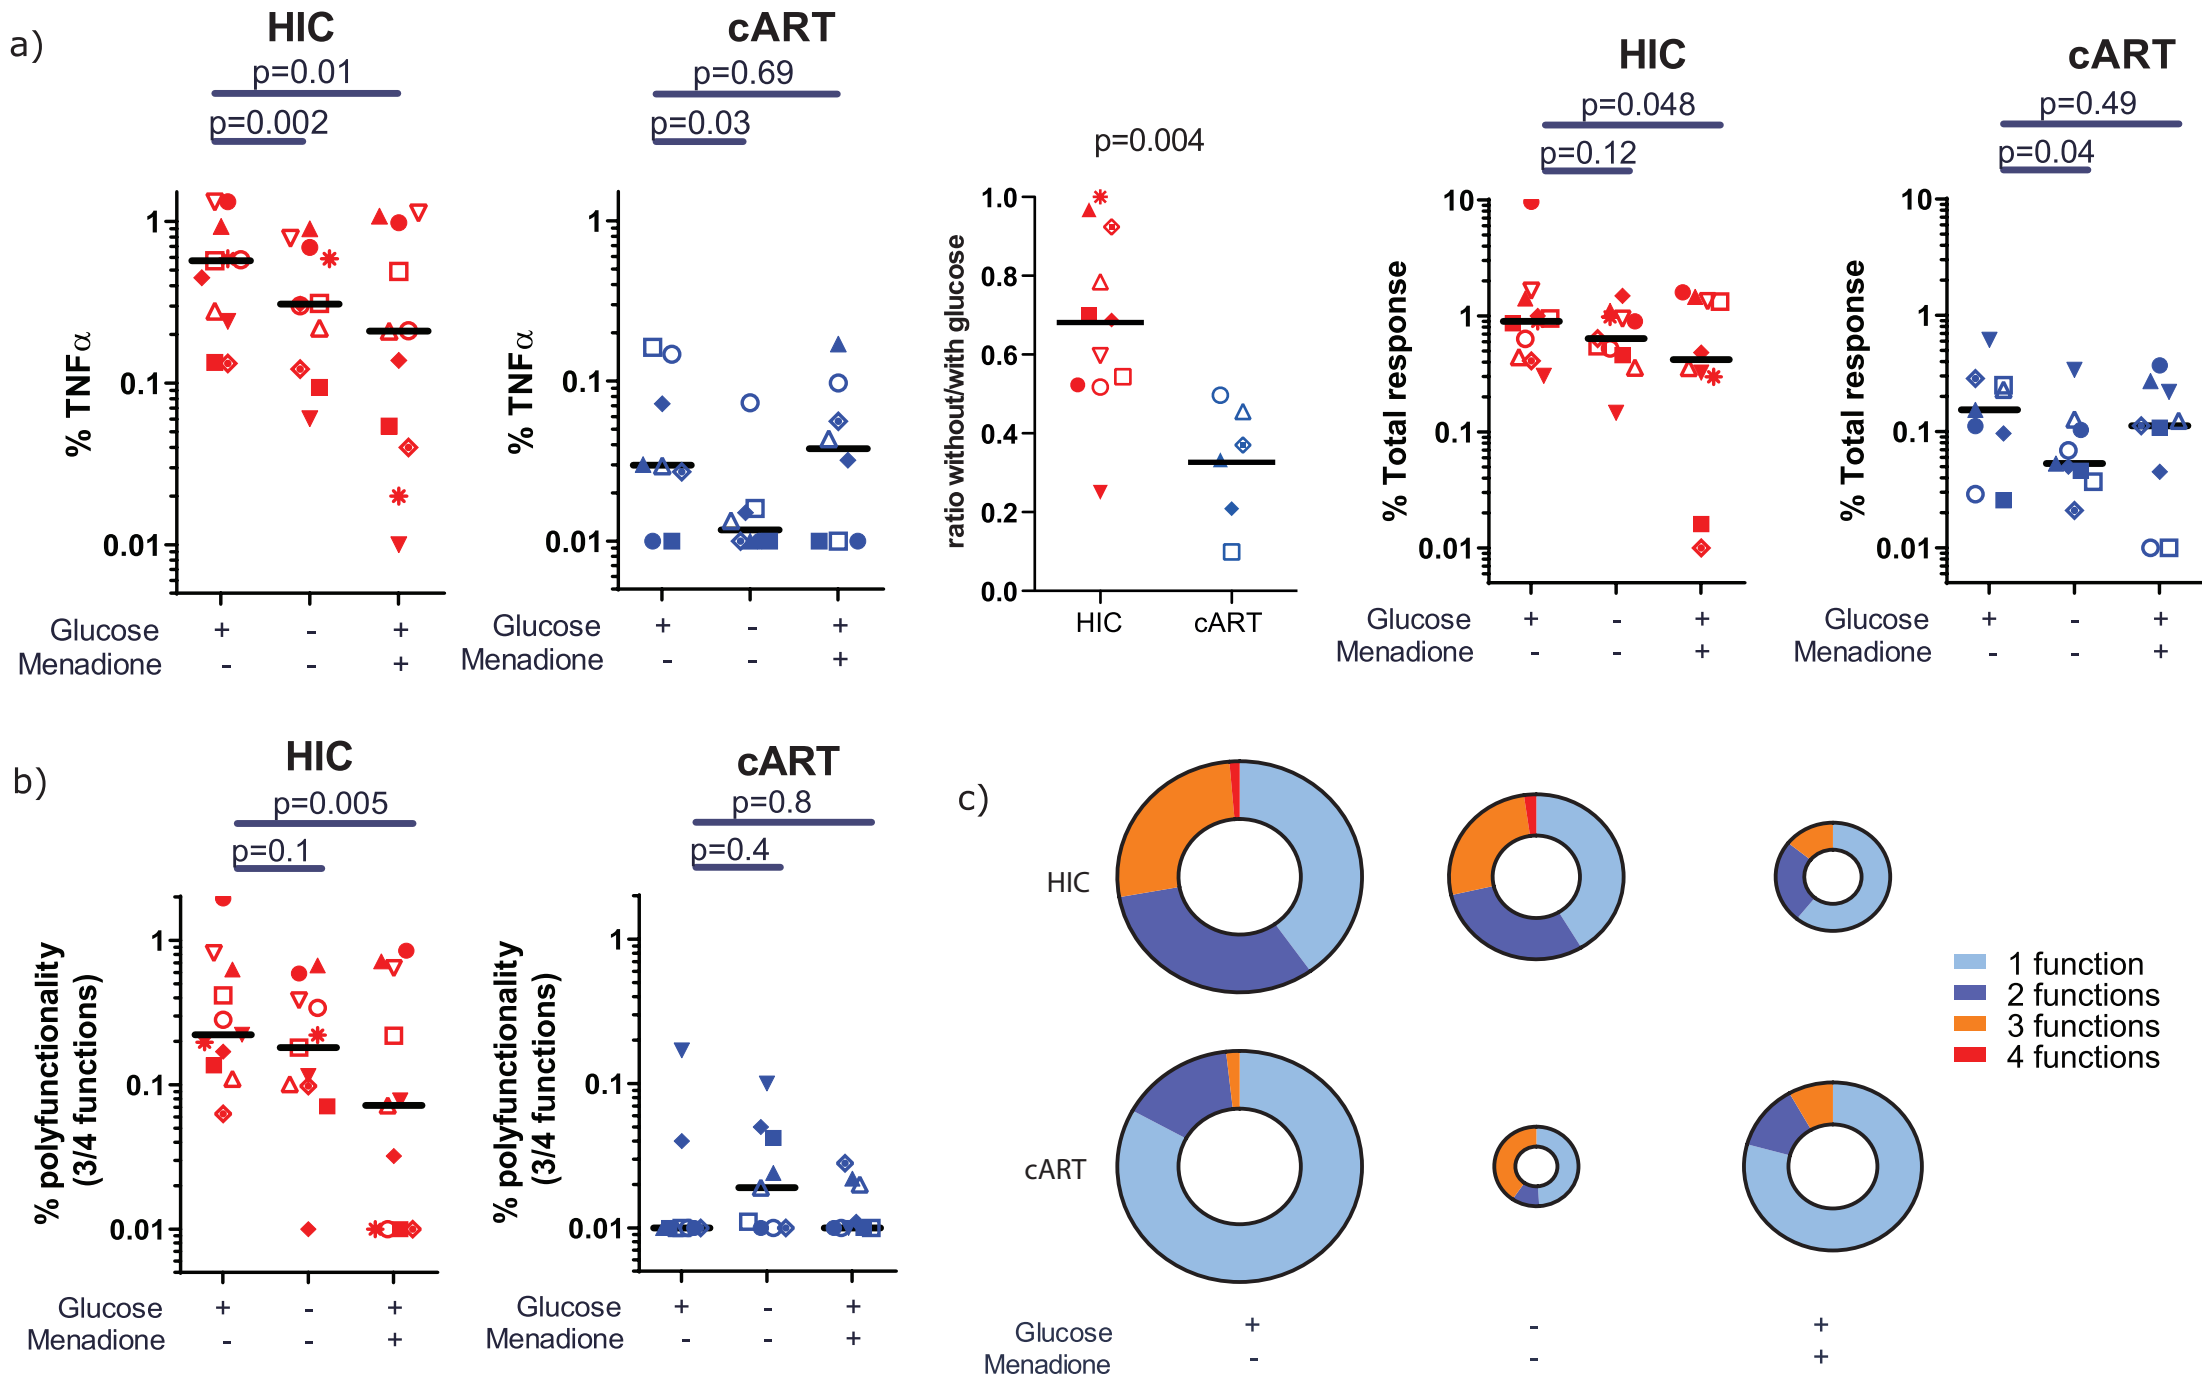 a)
HIC
p=0.01
p=0.002
% TNFα
1
0.1
0.01
Glucose + - +
Menadione - - +
cART
p=0.69
p=0.03
% TNFα
1
0.1
0.01
Glucose + - +
Menadione - - +
p=0.004
ratio without/with glucose
1.0
0.8
0.6
0.4
0.2
0.0
HIC cART
HIC
p=0.048
p=0.12
% Total response
10
1
0.1
0.01
Glucose + - +
Menadione - - +
cART
p=0.49
p=0.04
% Total response
10
1
0.1
0.01
Glucose + - +
Menadione - - +
b)
HIC
p=0.005
p=0.1
% polyfunctionality
(3/4 functions)
1
0.1
0.01
Glucose + - +
Menadione - - +
cART
p=0.8
p=0.4
% polyfunctionality
(3/4 functions)
1
0.1
0.01
Glucose + - +
Menadione - - +
c)
HIC
cART
1 function
2 functions
3 functions
4 functions
Glucose + - +
Menadione - - +